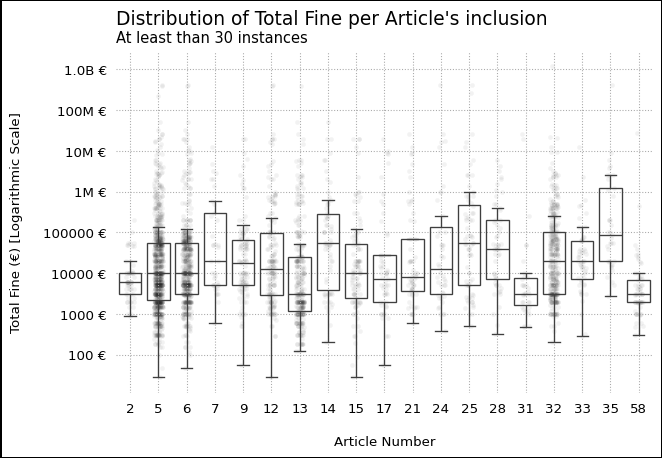 Distribution of Total Fine per Article's inclusion
At least than 30 instances
Total Fine (€) [Logarithmic Scale]
1.0B €
100M €
10M €
1M €
100000 €
10000 €
1000 €
100 €
2 5 6 7 9 12 13 14 15 17 21 24 25 28 31 32 33 35 58
Article Number